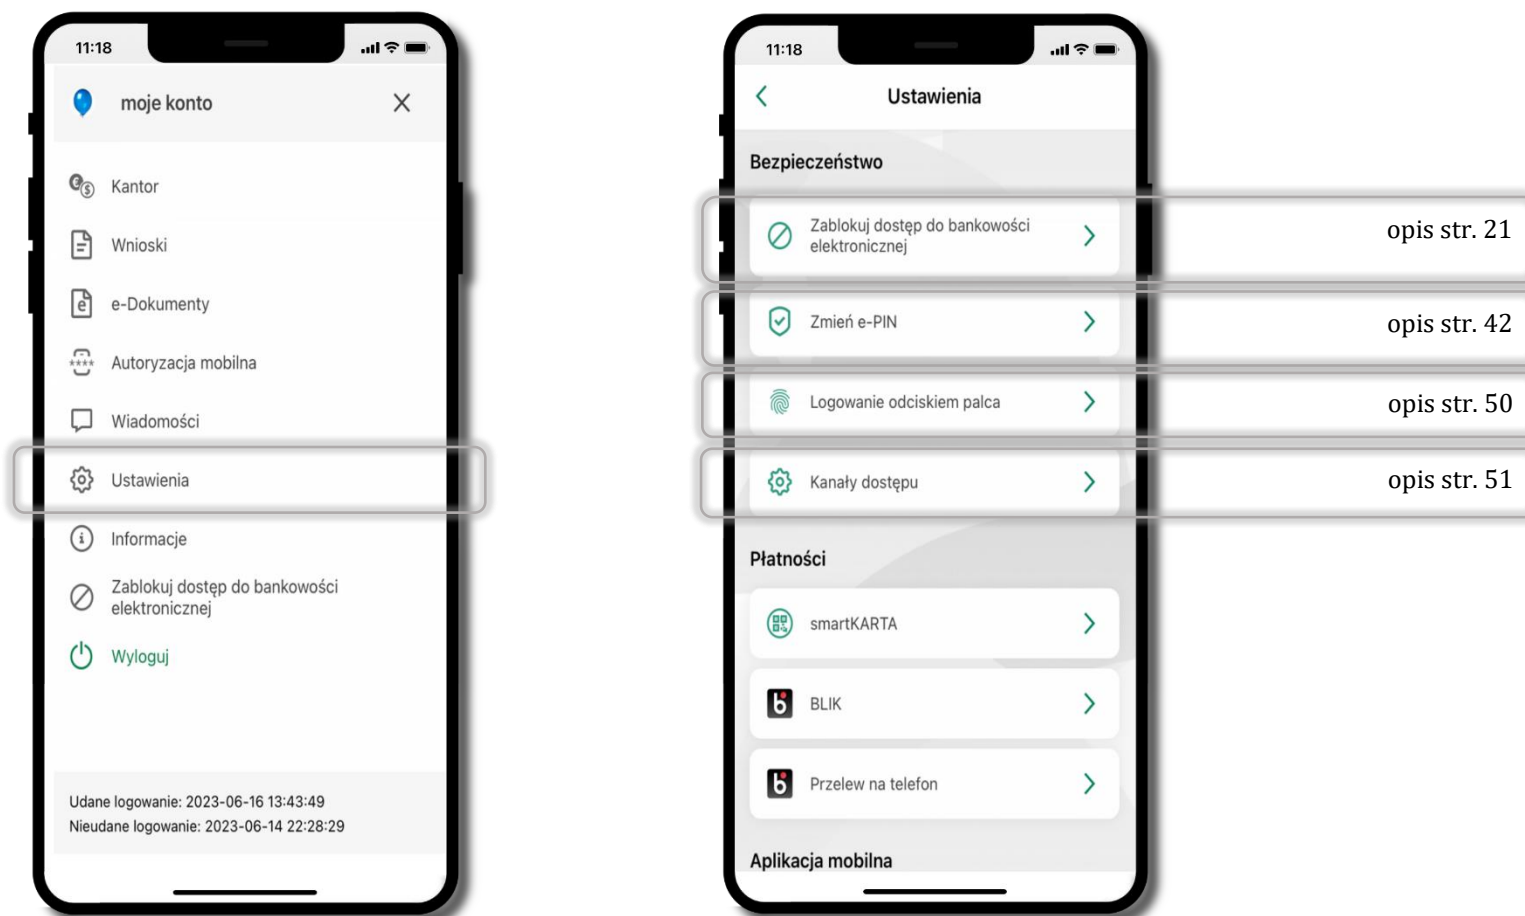 11:18
moje konto
Kantor
Wnioski
e-Dokumenty
Autoryzacja mobilna
Wiadomości
Ustawienia
Informacje
Zablokuj dostęp do bankowości
elektronicznej
Wyloguj
Udane logowanie: 2023-06-16 13:43:49
Nieudane logowanie: 2023-06-14 22:28:29
11:18
Ustawienia
Bezpieczeństwo
Zablokuj dostęp do bankowości
elektronicznej
opis str. 21
Zmień e-PIN
opis str. 42
Logowanie odciskiem palca
opis str. 50
Kanały dostępu
opis str. 51
Płatności
smartKARTA
BLIK
Przelew na telefon
Aplikacja mobilna